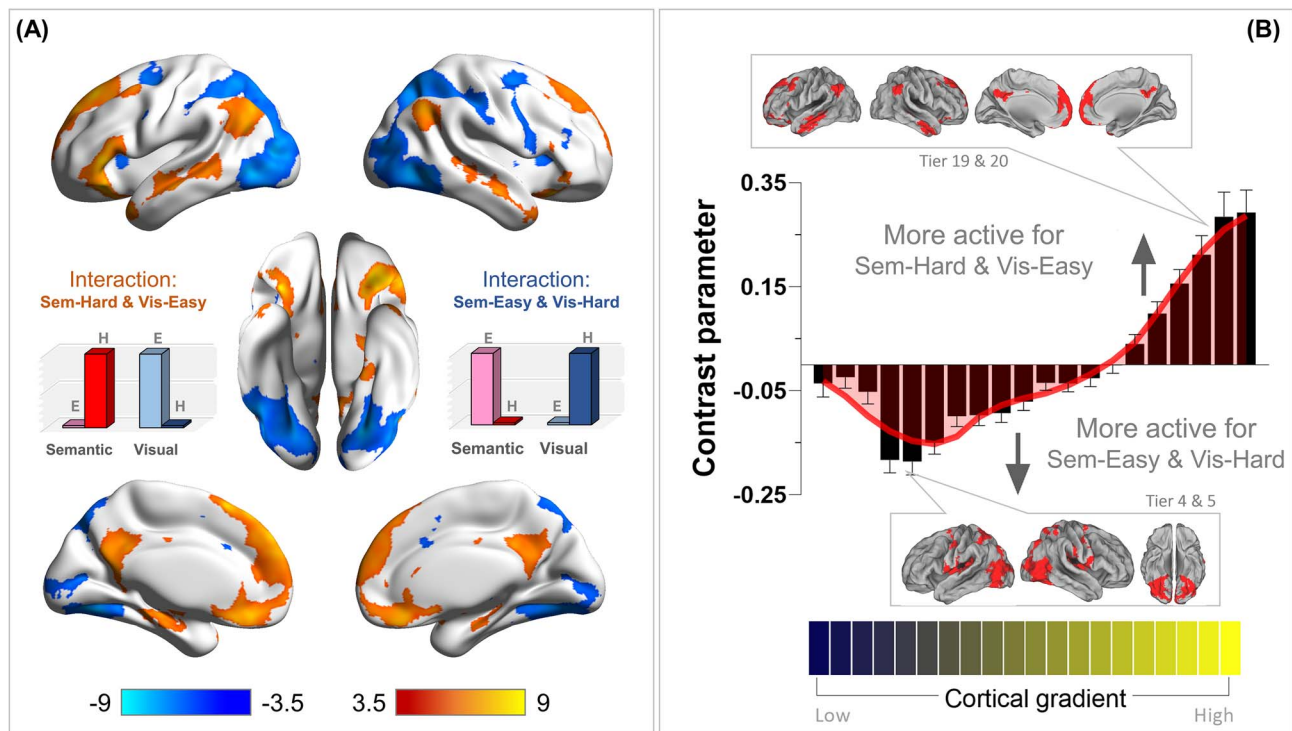 (A)
Interaction:
Sem-Hard & Vis-Easy
H
E
E
H
Semantic
Visual
Interaction:
Sem-Easy & Vis-Hard
E
H
H
E
Semantic
Visual
-9
-3.5
3.5
9
(B)
Tier 19 & 20
Contrast parameter
0.35
0.15
-0.05
-0.25
More active for
Sem-Hard & Vis-Easy
More active for
Sem-Easy & Vis-Hard
Tier 4 & 5
Cortical gradient
Low
High